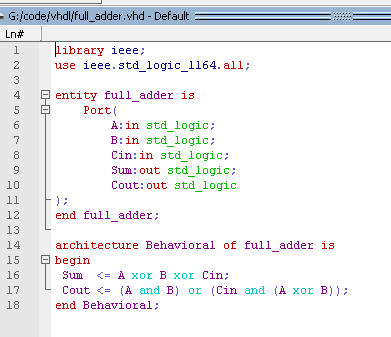 G:/code/vhdl/full_adder.vhd - Default
Ln#
1 library ieee;
2 use ieee.std_logic_1164.all;
3
4 entity full_adder is
5 Port(
6 A:in std_logic;
7 B:in std_logic;
8 Cin:in std_logic;
9 Sum:out std_logic;
10 Cout:out std_logic
11 );
12 end full_adder;
13
14 architecture Behavioral of full_adder is
15 begin
16 Sum <= A xor B xor Cin;
17 Cout <= (A and B) or (Cin and (A xor B));
18 end Behavioral;